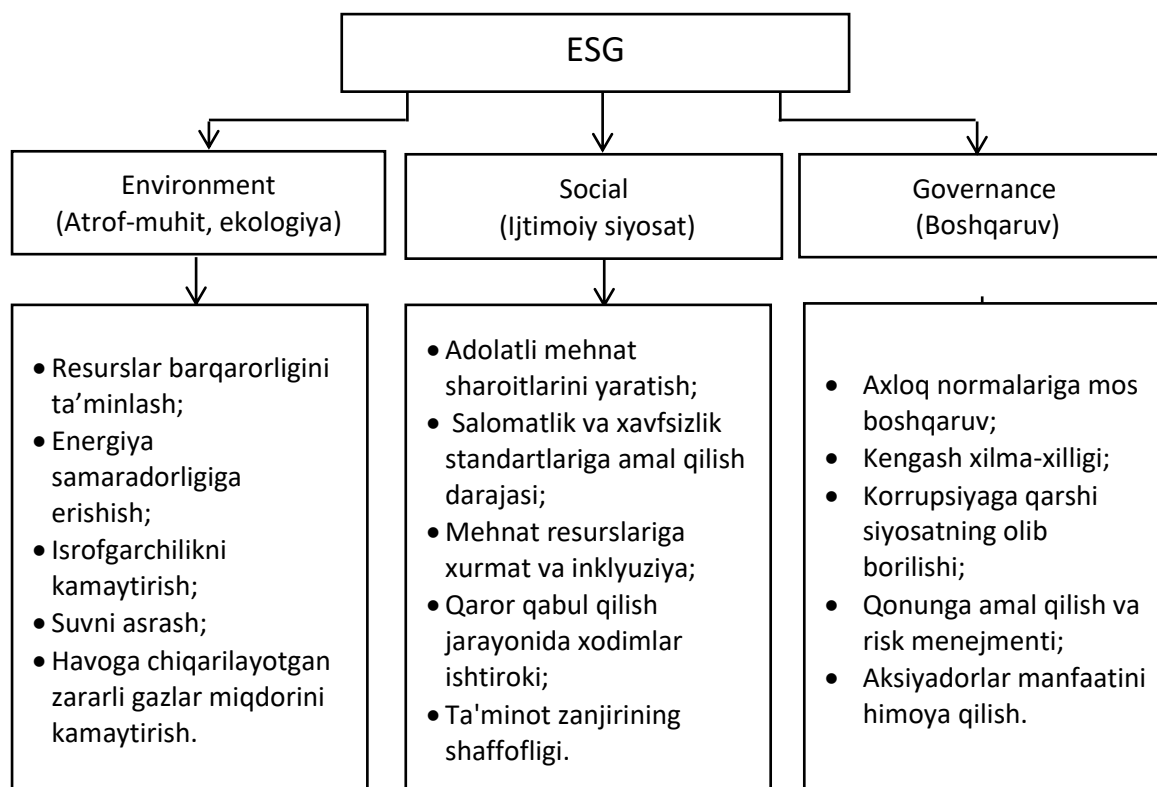 ESG
Environment
(Atrof-muhit, ekologiya)
Social
(Ijtimoiy siyosat)
Governance
(Boshqaruv)
• Resurslar barqarorligini
ta’minlash;
• Energiya
samaradorligiga
erishish;
• Isrofgarchilikni
kamaytirish;
• Suvni asrash;
• Havoga chiqarilayotgan
zararli gazlar miqdorini
kamaytirish.
• Adolatli mehnat
sharoitlarini yaratish;
• Salomatlik va xavfsizlik
standartlariga amal qilish
darajasi;
• Mehnat resurslariga
xurmat va inklyuziya;
• Qaror qabul qilish
jarayonida xodimlar
ishtiroki;
• Ta'minot zanjirining
shaffofligi.
• Axloq normalariga mos
boshqaruv;
• Kengash xilma-xilligi;
• Korrupsiyaga qarshi
siyosatning olib
borilishi;
• Qonunga amal qilish va
risk menejmenti;
• Aksiyadorlar manfaatini
himoya qilish.